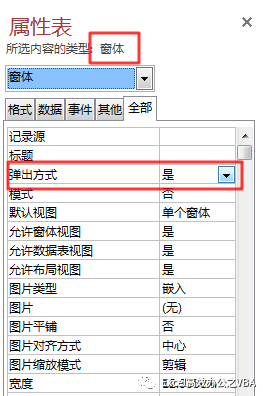 属性表
所选内容的类型: 窗体
窗体
格式 数据 事件 其他 全部
记录源
标题
弹出方式 是
模式 否
默认视图 单个窗体
允许窗体视图 是
允许数据表视图 是
允许布局视图 是
图片类型 嵌入
图片 (无)
图片平铺 否
图片对齐方式 中心
图片缩放模式 剪辑
宽度